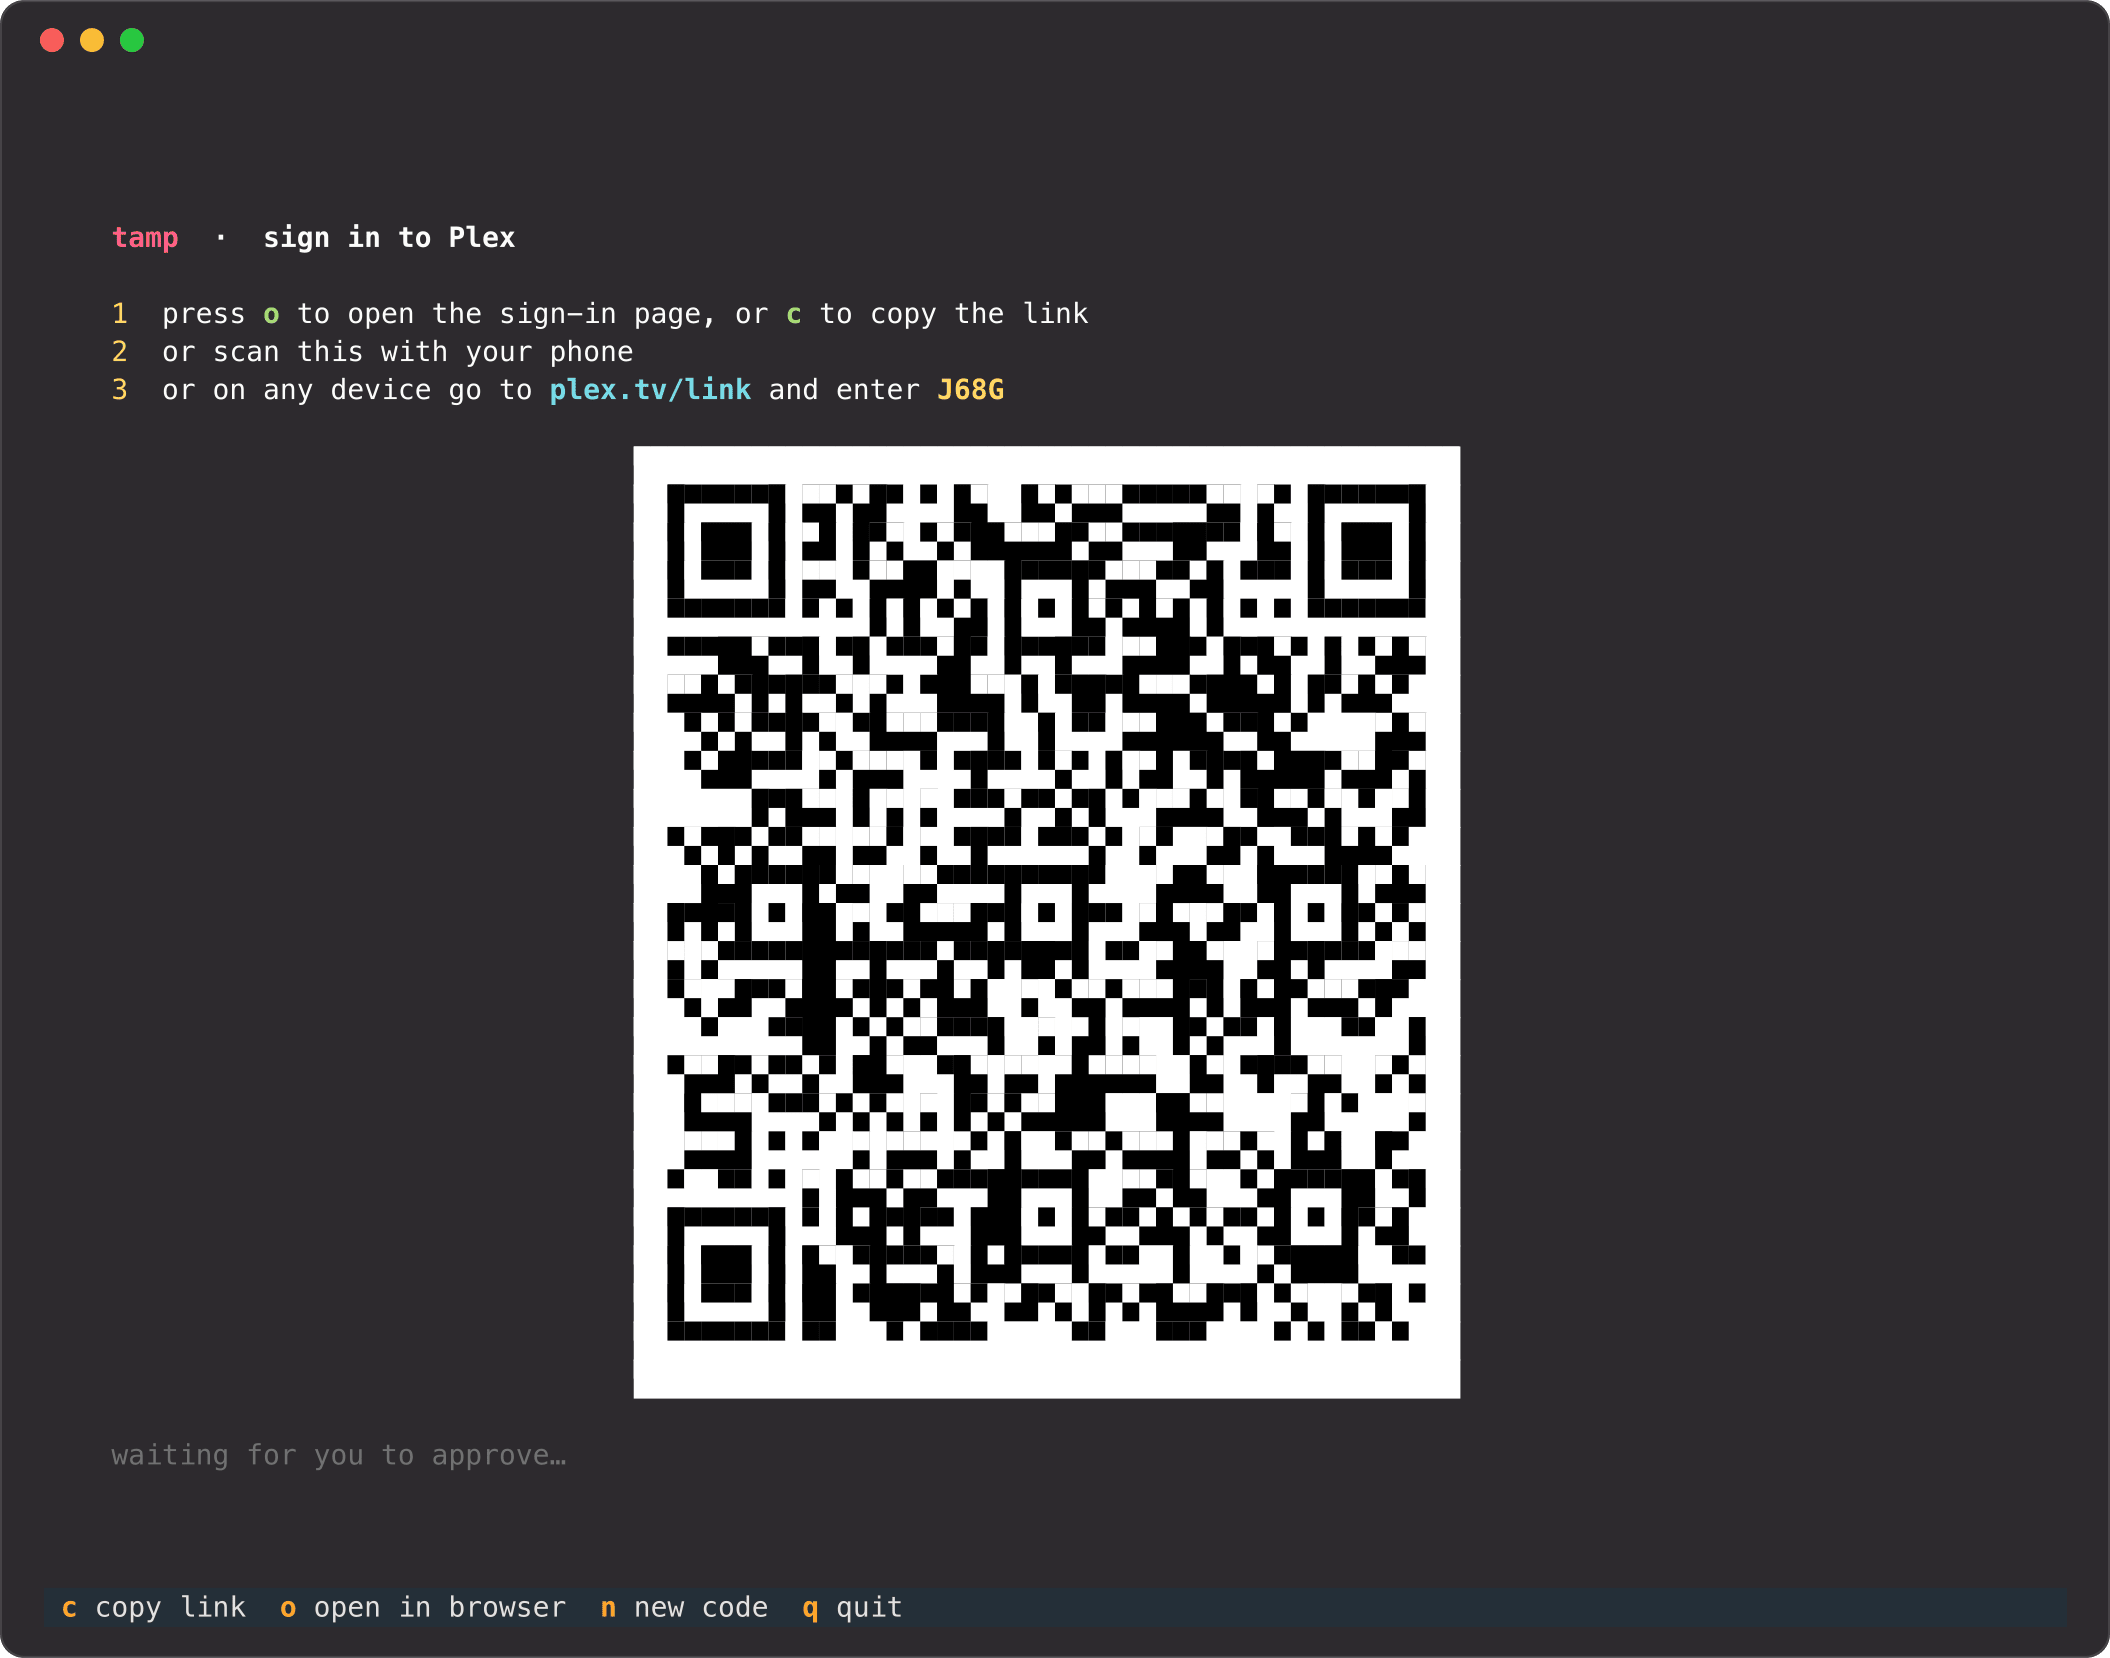 tamp · sign in to Plex
1 press o to open the sign-in page, or c to copy the link
2 or scan this with your phone
3 or on any device go to plex.tv/link and enter J68G
waiting for you to approve…
c copy link o open in browser n new code q quit